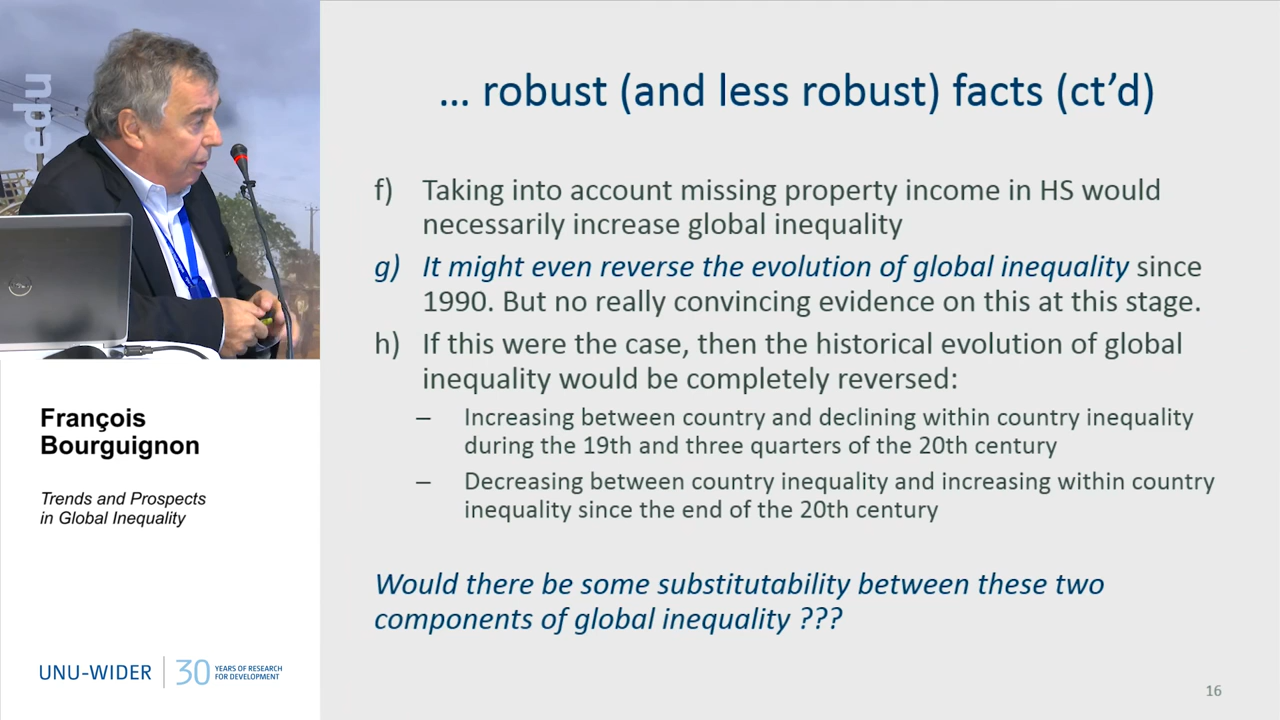 edu
François
Bourguignon
Trends and Prospects
in Global Inequality
UNU-WIDER
30
YEARS OF RESEARCH
FOR DEVELOPMENT
... robust (and less robust) facts (ct’d)
f) Taking into account missing property income in HS would
necessarily increase global inequality
g) It might even reverse the evolution of global inequality since
1990. But no really convincing evidence on this at this stage.
h) If this were the case, then the historical evolution of global
inequality would be completely reversed:
– Increasing between country and declining within country inequality
during the 19th and three quarters of the 20th century
– Decreasing between country inequality and increasing within country
inequality since the end of the 20th century
Would there be some substitutability between these two
components of global inequality ???
16